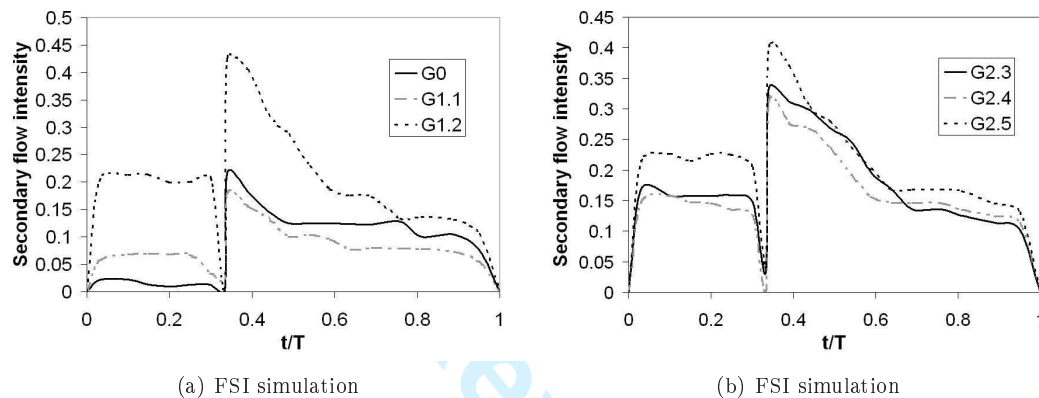 0.5
0.45
0.4
0.35
0.3
0.25
0.2
0.15
0.1
0.05
0
Secondary flow intensity
G0
G1.1
G1.2
0 0.2 0.4 0.6 0.8 1
t/T
(a) FSI simulation
0.45
0.4
0.35
0.3
0.25
0.2
0.15
0.1
0.05
0
Secondary flow intensity
G2.3
G2.4
G2.5
0 0.2 0.4 0.6 0.8 1
t/T
(b) FSI simulation